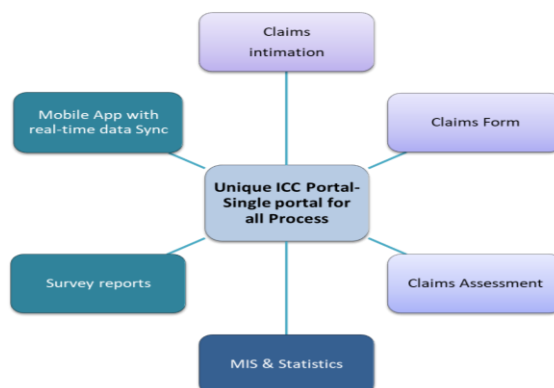 Claims
intimation
Mobile App with
real-time data Sync
Claims Form
Unique ICC Portal-
Single portal for
all Process
Survey reports
Claims Assessment
MIS & Statistics